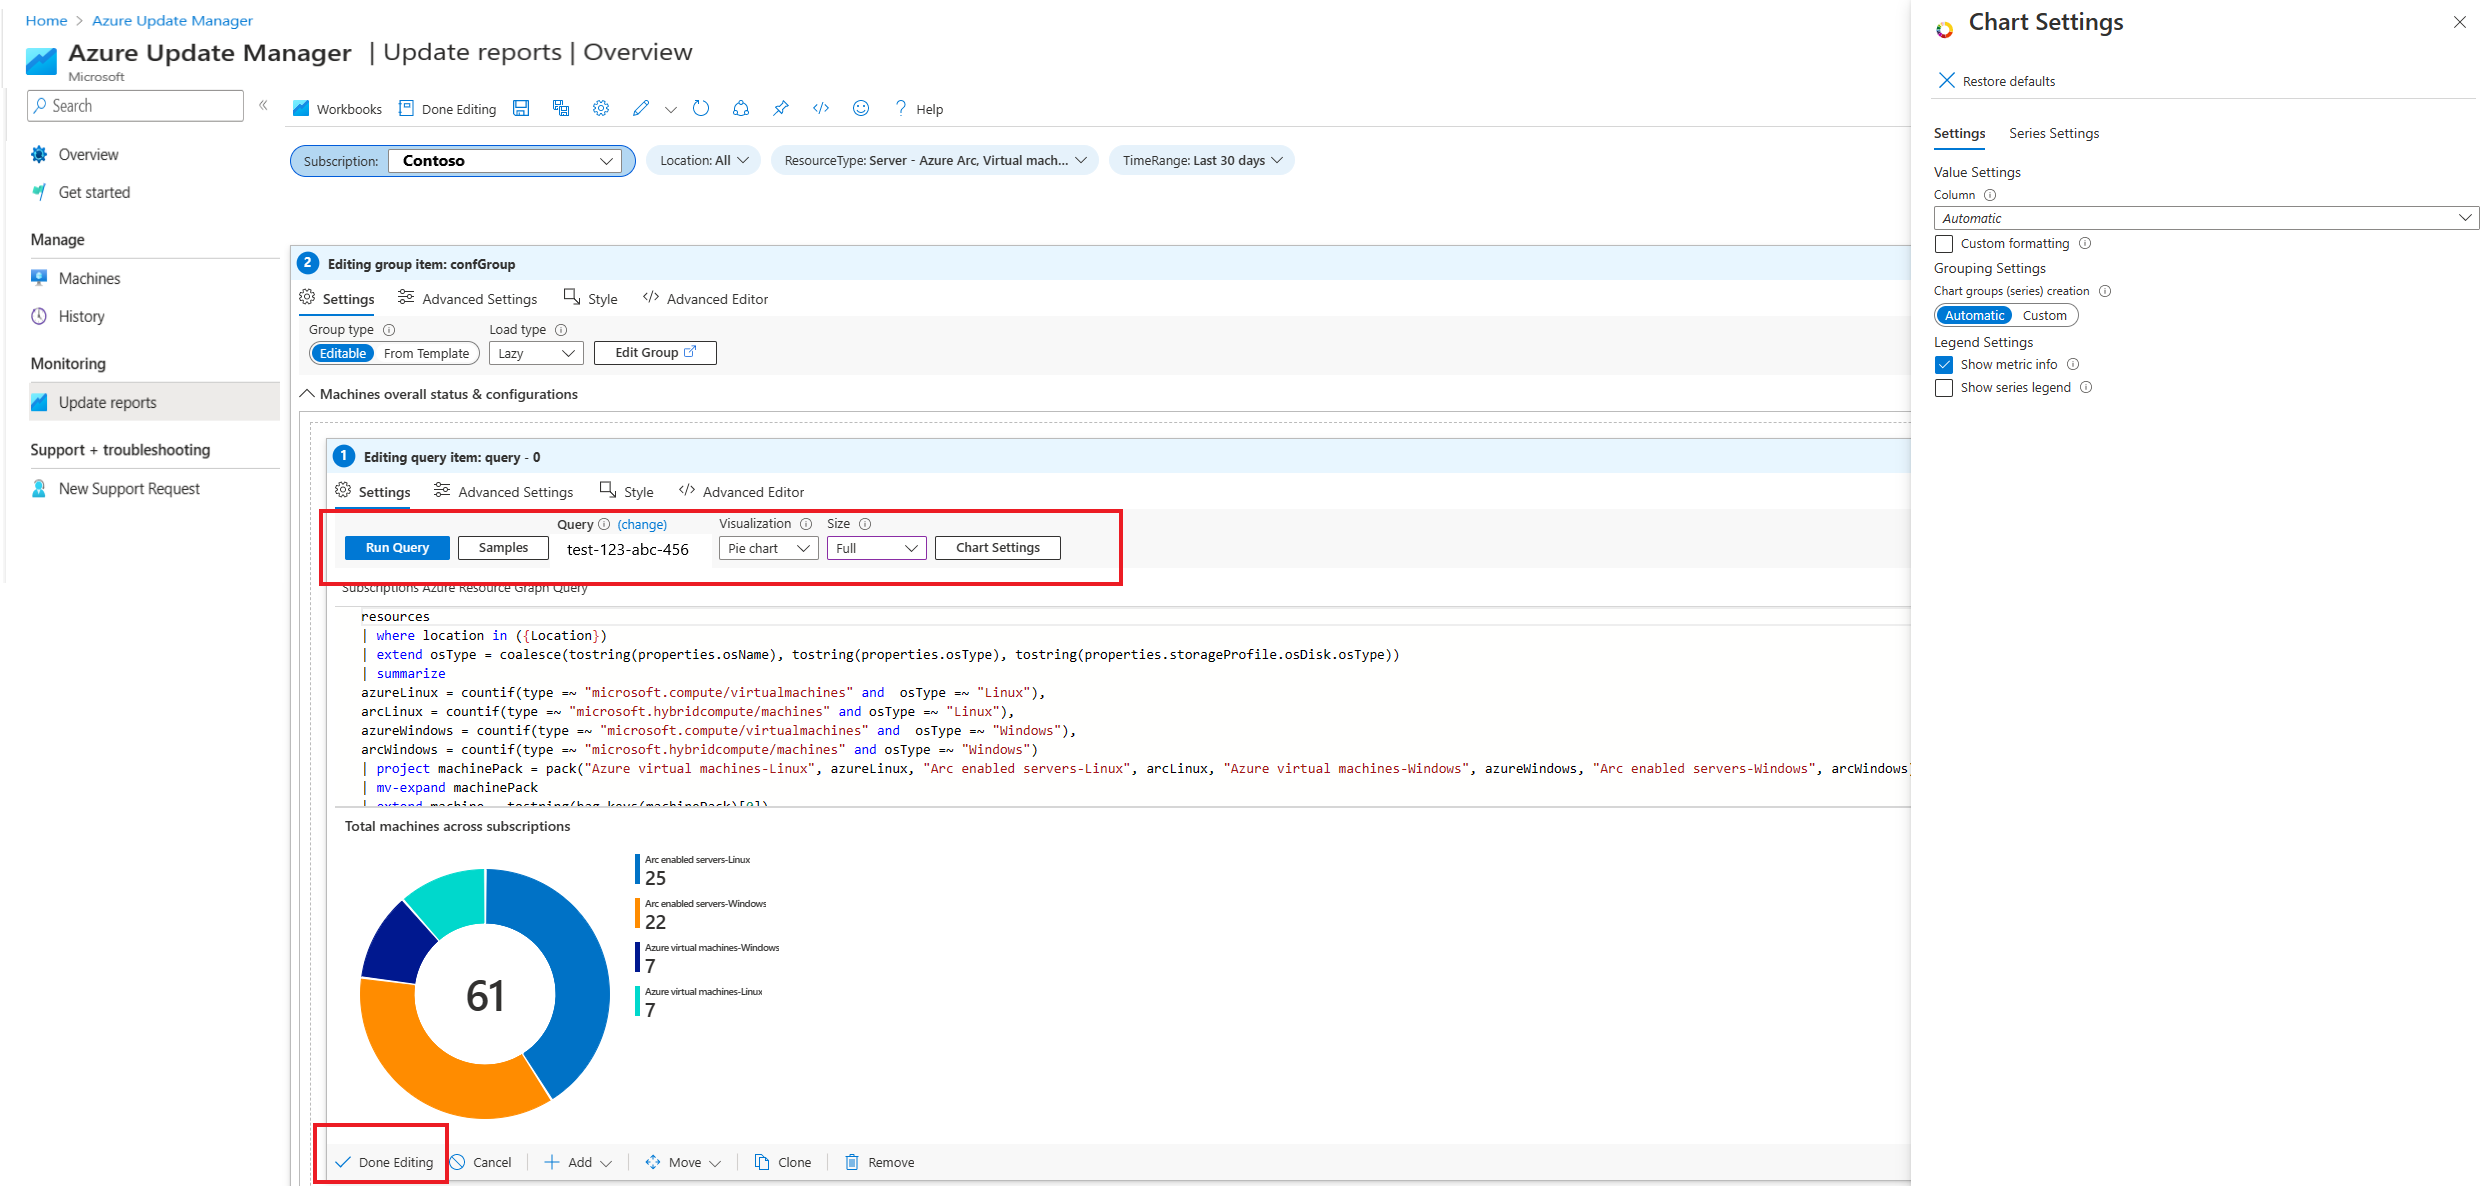 Home > Azure Update Manager
Azure Update Manager | Update reports | Overview
Microsoft
Search «
Overview
Get started
Manage
Machines
History
Monitoring
Update reports
Support + troubleshooting
New Support Request
Workbooks Done Editing ? Help
Subscription: Contoso Location: All ResourceType: Server - Azure Arc, Virtual mach... TimeRange: Last 30 days
2 Editing group item: confGroup
Settings Advanced Settings Style </> Advanced Editor
Group type Load type
Editable From Template Lazy Edit Group
Machines overall status & configurations
1 Editing query item: query - 0
Settings Advanced Settings Style </> Advanced Editor
Query (change) Visualization Size
Run Query Samples test-123-abc-456 Pie chart Full Chart Settings
Subscriptions Azure Resource Graph Query
resources
| where location in ({Location})
| extend osType = coalesce(tostring(properties.osName), tostring(properties.osType), tostring(properties.storageProfile.osDisk.osType))
| summarize
azureLinux = countif(type =~ "microsoft.compute/virtualmachines" and  osType =~ "Linux"),
arcLinux = countif(type =~ "microsoft.hybridcompute/machines" and osType =~ "Linux"),
azureWindows = countif(type =~ "microsoft.compute/virtualmachines" and  osType =~ "Windows"),
arcWindows = countif(type =~ "microsoft.hybridcompute/machines" and osType =~ "Windows")
| project machinePack = pack("Azure virtual machines-Linux", azureLinux, "Arc enabled servers-Linux", arcLinux, "Azure virtual machines-Windows", azureWindows, "Arc enabled servers-Windows", arcWindows)
| mv-expand machinePack
| extend machine = tostring(bag_keys(machinePack)[0])
Total machines across subscriptions
61
Arc enabled servers-Linux
25
Arc enabled servers-Windows
22
Azure virtual machines-Windows
7
Azure virtual machines-Linux
7
Done Editing Cancel Add Move Clone Remove
Chart Settings
Restore defaults
Settings Series Settings
Value Settings
Column
Automatic
Custom formatting
Grouping Settings
Chart groups (series) creation
Automatic Custom
Legend Settings
Show metric info
Show series legend